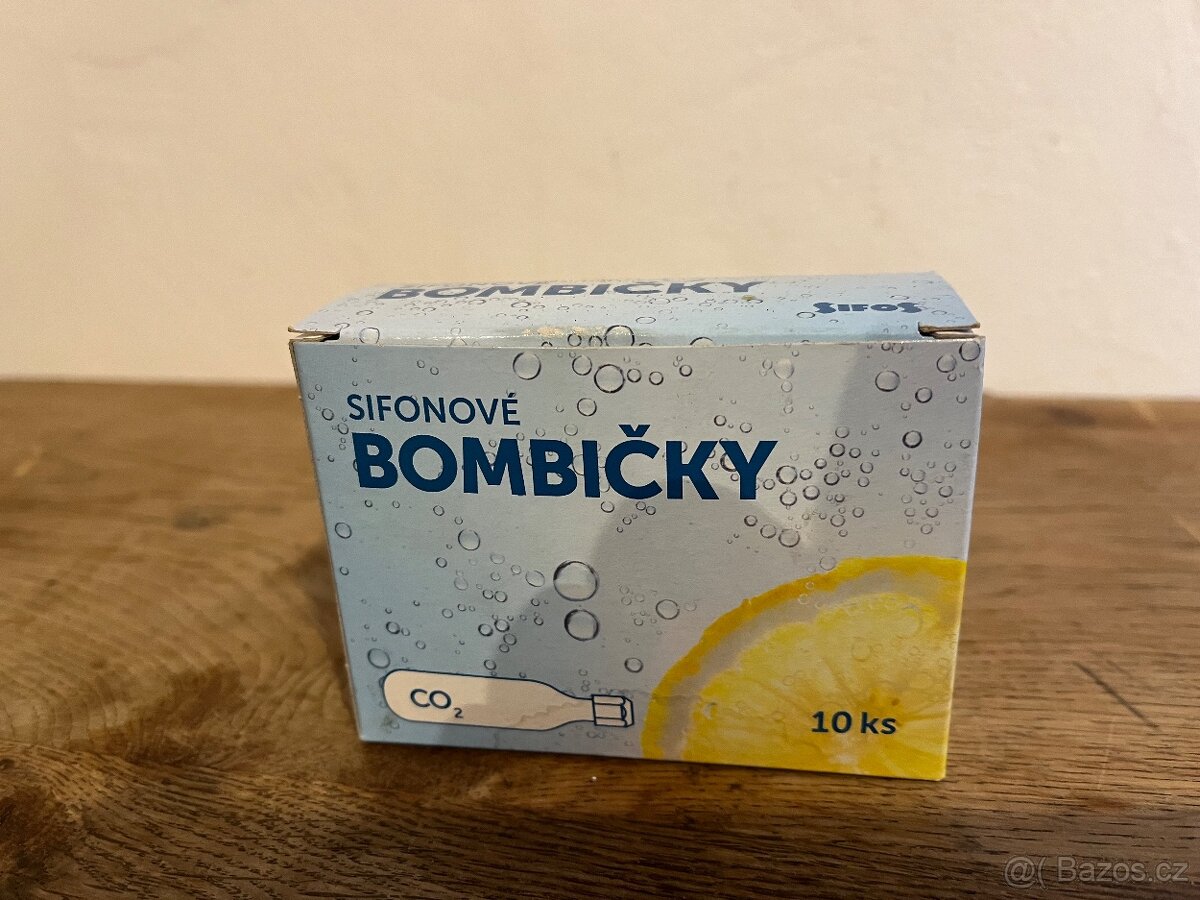 BOMBIČKY
SIFOS
SIFONOVÉ
BOMBIČKY
CO₂
10 ks
@( Bazos.cz